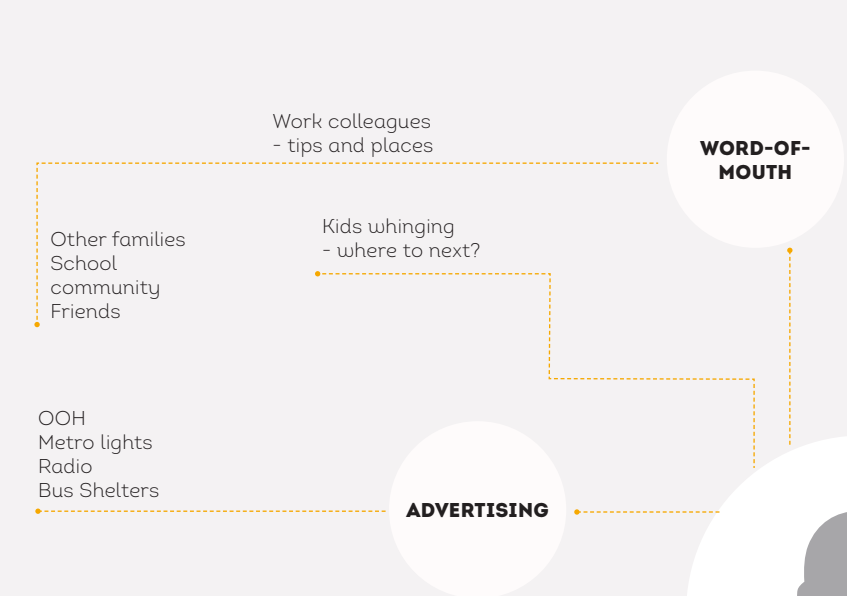 Work colleagues
- tips and places
WORD-OF-
MOUTH
Kids whinging
- where to next?
Other families
School
community
Friends
OOH
Metro lights
Radio
Bus Shelters
ADVERTISING